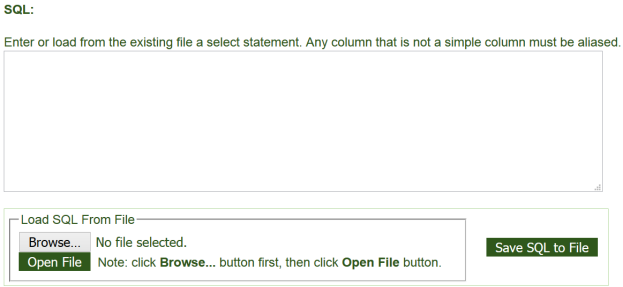 SQL:
Enter or load from the existing file a select statement. Any column that is not a simple column must be aliased.
Load SQL From File
Browse... No file selected.
Open File Note: click Browse... button first, then click Open File button.
Save SQL to File